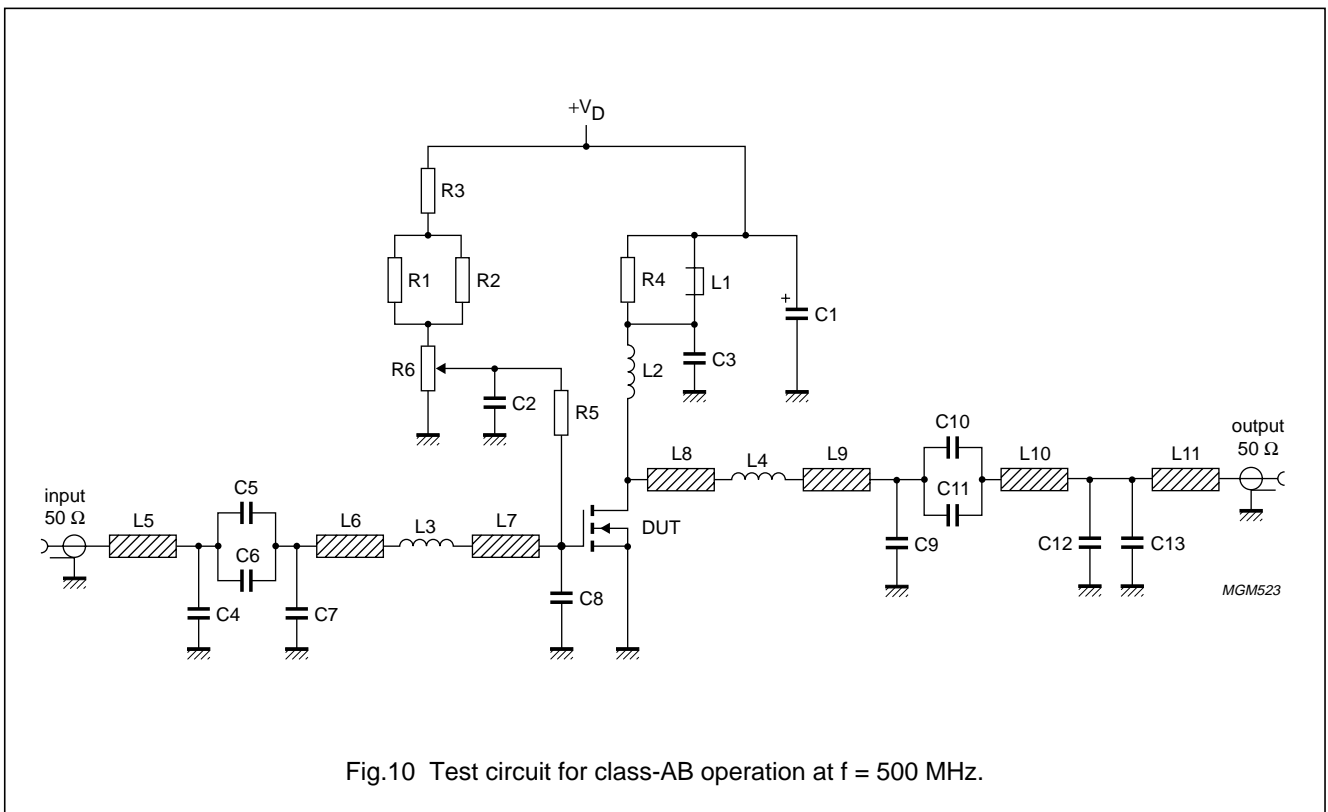 +VD
R3
R1
R2
R4
L1
+
C1
R6
C2
R5
L2
C3
C10
output
50 Ω
L8
L4
L9
C11
L10
L11
input
50 Ω
C5
L5
C6
L6
L3
L7
DUT
C9
C12
C13
C4
C7
C8
MGM523
Fig.10 Test circuit for class-AB operation at f = 500 MHz.